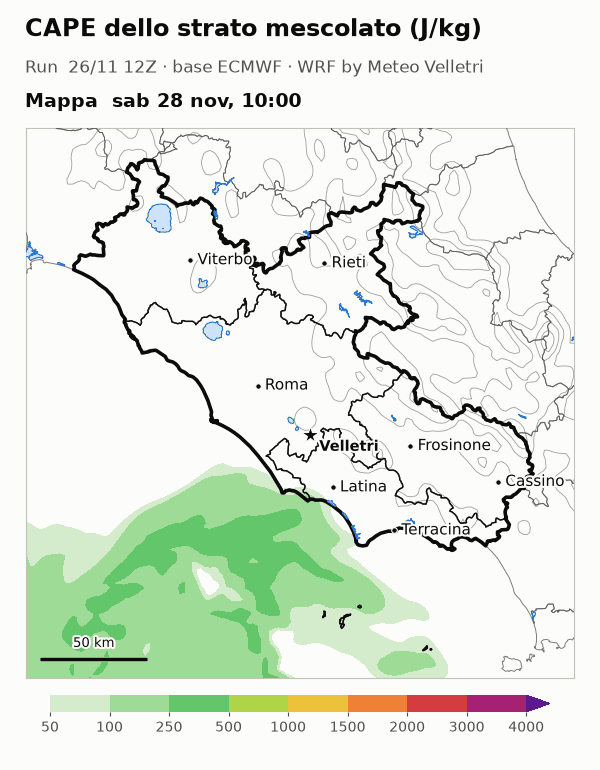 CAPE dello strato mescolato (J/kg)
Run  26/11 12Z · base ECMWF · WRF by Meteo Velletri
Mappa  sab 28 nov, 10:00
Viterbo
Rieti
Roma
Velletri
Frosinone
Cassino
Latina
Terracina
50 km
50 100 250 500 1000 1500 2000 3000 4000